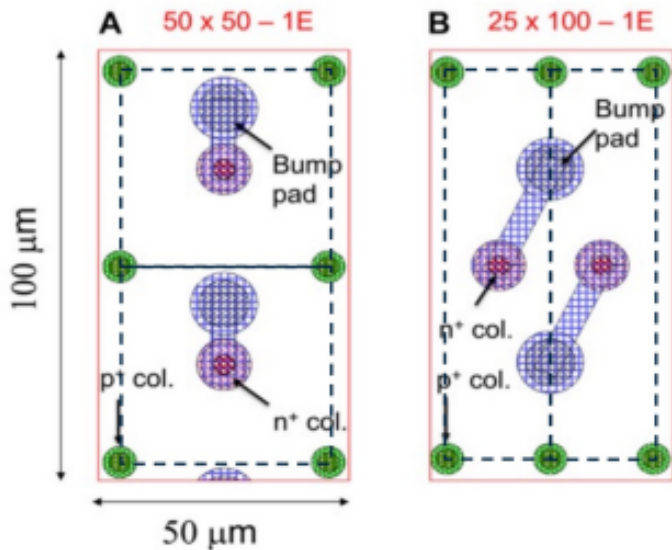 A 50 x 50 – 1E
B 25 x 100 – 1E
Bump
pad
Bump
pad
100 μm
n⁺ col.
p⁺ col.
p⁺ col.
n⁺ col.
50 μm